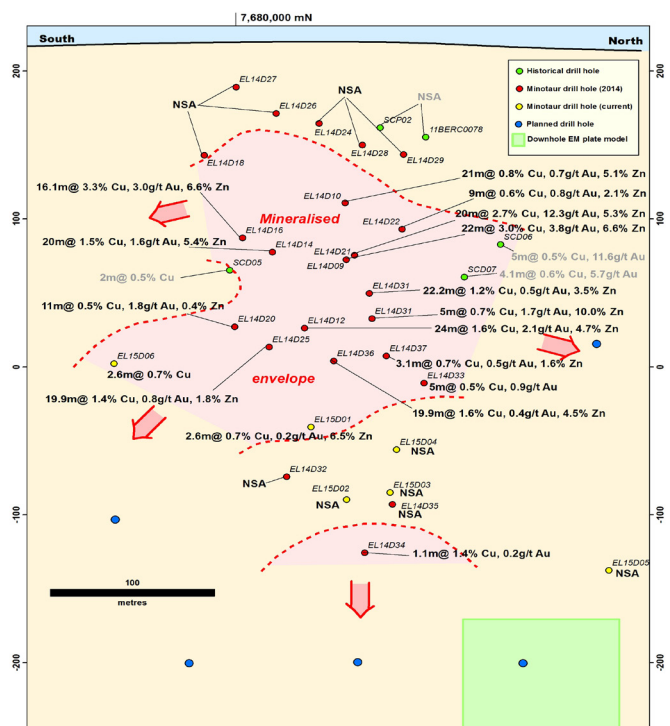 7,680,000 mN
South
North
200
100
0
-100
-200
200
100
0
-100
-200
Historical drill hole
Minotaur drill hole (2014)
Minotaur drill hole (current)
Planned drill hole
Downhole EM plate model
EL14D27
NSA
EL14D26
NSA
EL14D24
NSA
SCP02
11BERC0078
EL14D28
EL14D29
EL14D18
21m@ 0.8% Cu, 0.7g/t Au, 5.1% Zn
16.1m@ 3.3% Cu, 3.0g/t Au, 6.6% Zn
9m@ 0.6% Cu, 0.8g/t Au, 2.1% Zn
EL14D10
20m@ 2.7% Cu, 12.3g/t Au, 5.3% Zn
Mineralised
EL14D22
22m@ 3.0% Cu, 3.8g/t Au, 6.6% Zn
EL14D16
SCD06
20m@ 1.5% Cu, 1.6g/t Au, 5.4% Zn
EL14D14
EL14D21
5m@ 0.5% Cu, 11.6g/t Au
SCD05
EL14D09
SCD07
2m@ 0.5% Cu
4.1m@ 0.6% Cu, 5.7g/t Au
EL14D31
22.2m@ 1.2% Cu, 0.5g/t Au, 3.5% Zn
11m@ 0.5% Cu, 1.8g/t Au, 0.4% Zn
EL14D31
5m@ 0.7% Cu, 1.7g/t Au, 10.0% Zn
EL14D20
EL14D12
24m@ 1.6% Cu, 2.1g/t Au, 4.7% Zn
EL14D25
EL15D06
EL14D36
EL14D37
3.1m@ 0.7% Cu, 0.5g/t Au, 1.6% Zn
2.6m@ 0.7% Cu
envelope
EL14D33
5m@ 0.5% Cu, 0.9g/t Au
19.9m@ 1.4% Cu, 0.8g/t Au, 1.8% Zn
19.9m@ 1.6% Cu, 0.4g/t Au, 4.5% Zn
EL15D01
2.6m@ 0.7% Cu, 0.2g/t Au, 6.5% Zn
EL15D04
NSA
EL14D32
NSA
EL15D02
NSA
EL15D03
NSA
EL14D35
NSA
EL14D34
1.1m@ 1.4% Cu, 0.2g/t Au
EL15D05
NSA
100
metres